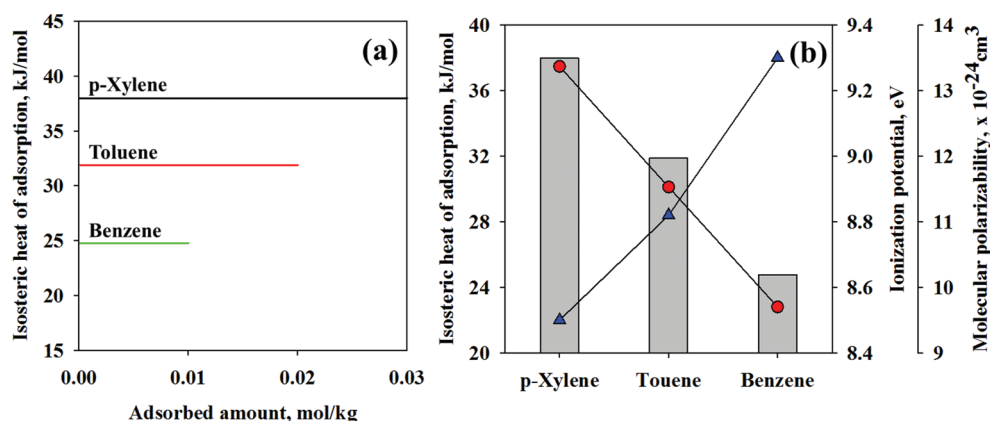 (a)
Isosteric heat of adsorption, kJ/mol
45
40
35
30
25
20
15
p-Xylene
Toluene
Benzene
0.00 0.01 0.02 0.03
Adsorbed amount, mol/kg
(b)
Isosteric heat of adsorption, kJ/mol
40
36
32
28
24
20
p-Xylene Touene Benzene
9.4
9.2
9.0
8.8
8.6
8.4
Ionization potential, eV
14
13
12
11
10
9
Molecular polarizability, x 10⁻²⁴cm³